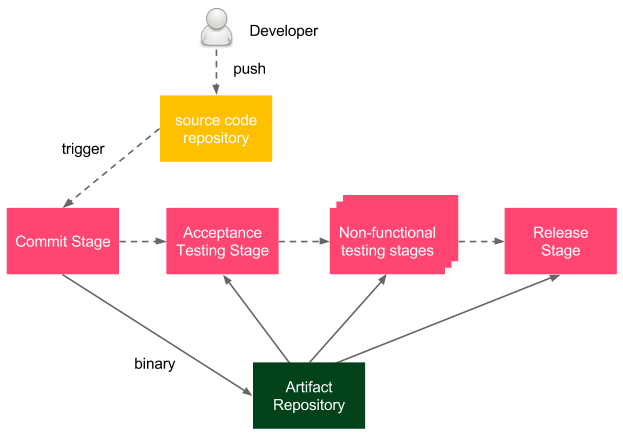 Developer
push
source code
repository
trigger
Commit Stage
Acceptance
Testing Stage
Non-functional
testing stages
Release
Stage
binary
Artifact
Repository